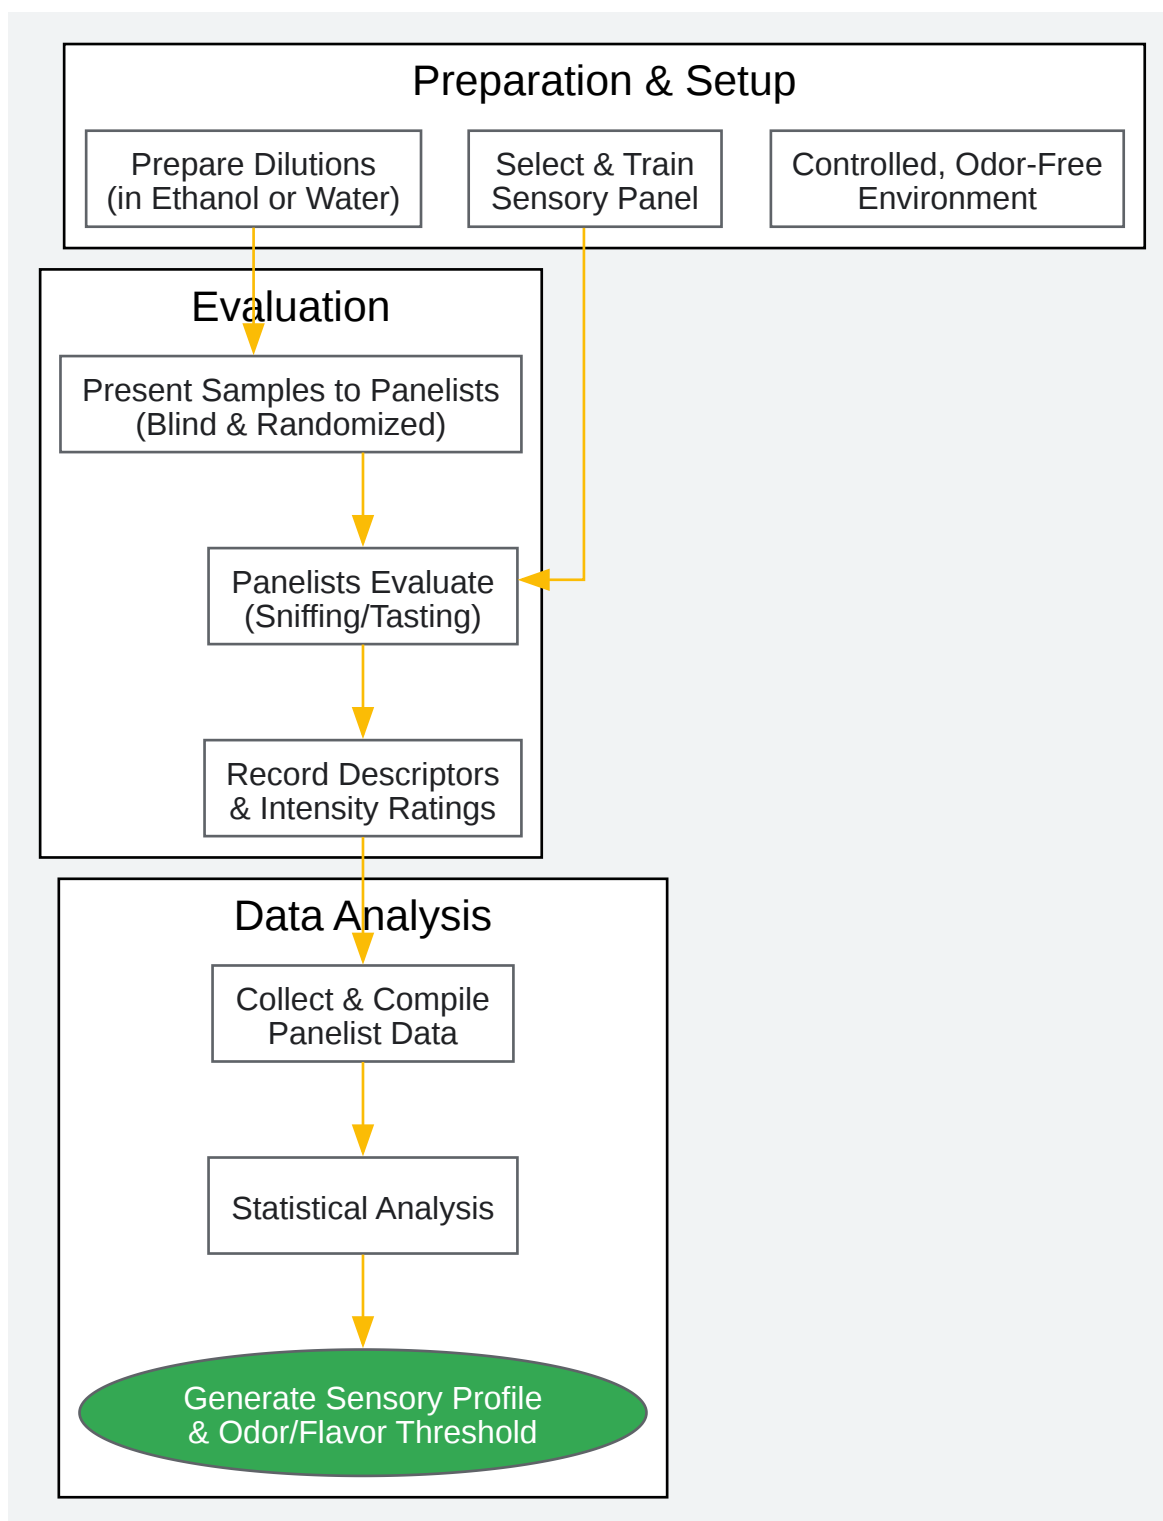 Preparation & Setup
Prepare Dilutions
(in Ethanol or Water)
Select & Train
Sensory Panel
Controlled, Odor-Free
Environment
Evaluation
Present Samples to Panelists
(Blind & Randomized)
Panelists Evaluate
(Sniffing/Tasting)
Record Descriptors
& Intensity Ratings
Data Analysis
Collect & Compile
Panelist Data
Statistical Analysis
Generate Sensory Profile
& Odor/Flavor Threshold